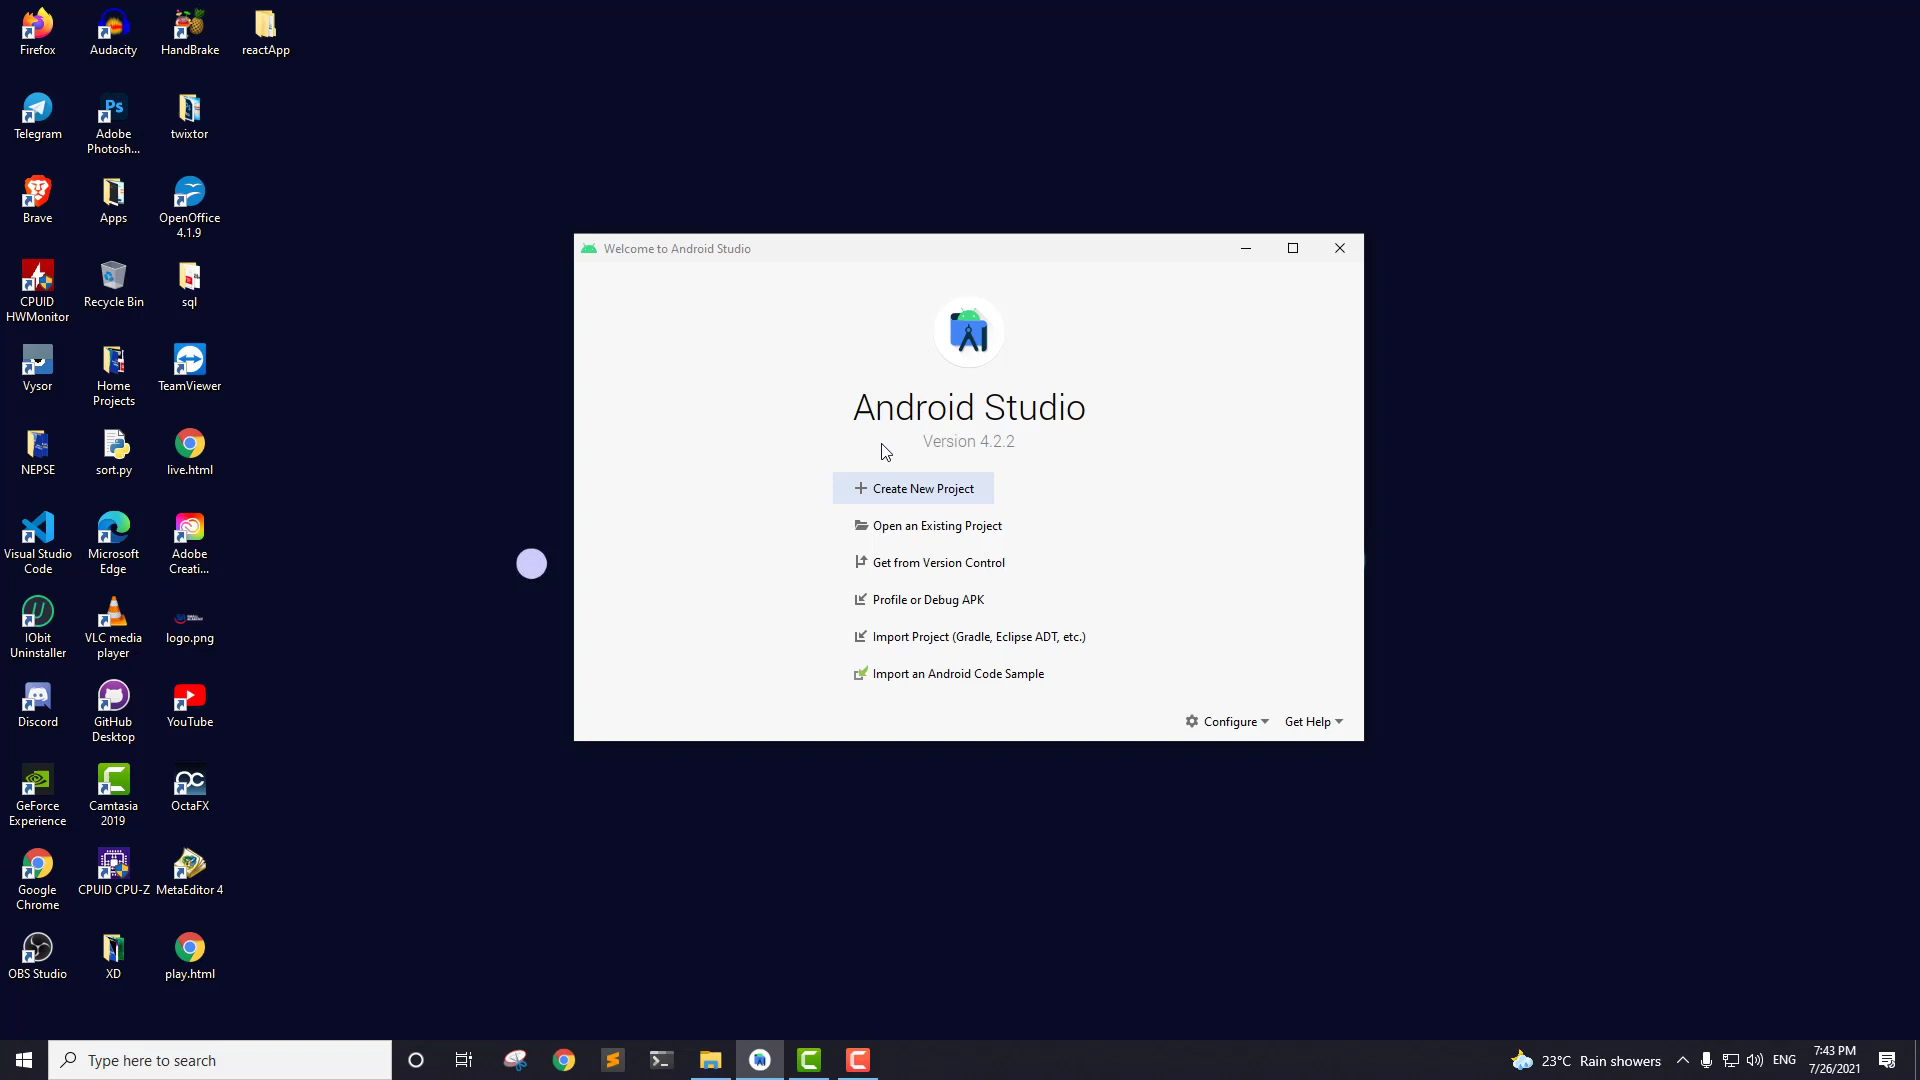 Firefox
Audacity
HandBrake
reactApp
Telegram
Adobe
Photosh...
twixtor
Brave
Apps
OpenOffice
4.1.9
CPUID
HWMonitor
Recycle Bin
sql
Vysor
Home
Projects
TeamViewer
NEPSE
sort.py
live.html
Visual Studio
Code
Microsoft
Edge
Adobe
Creati...
IObit
Uninstaller
VLC media
player
logo.png
Discord
GitHub
Desktop
YouTube
GeForce
Experience
Camtasia
2019
OctaFX
Google
Chrome
CPUID CPU-Z
MetaEditor 4
OBS Studio
XD
play.html
Welcome to Android Studio
Android Studio
Version 4.2.2
Create New Project
Open an Existing Project
Get from Version Control
Profile or Debug APK
Import Project (Gradle, Eclipse ADT, etc.)
Import an Android Code Sample
Configure
Get Help
Type here to search
23°C Rain showers
ENG
7:43 PM
7/26/2021